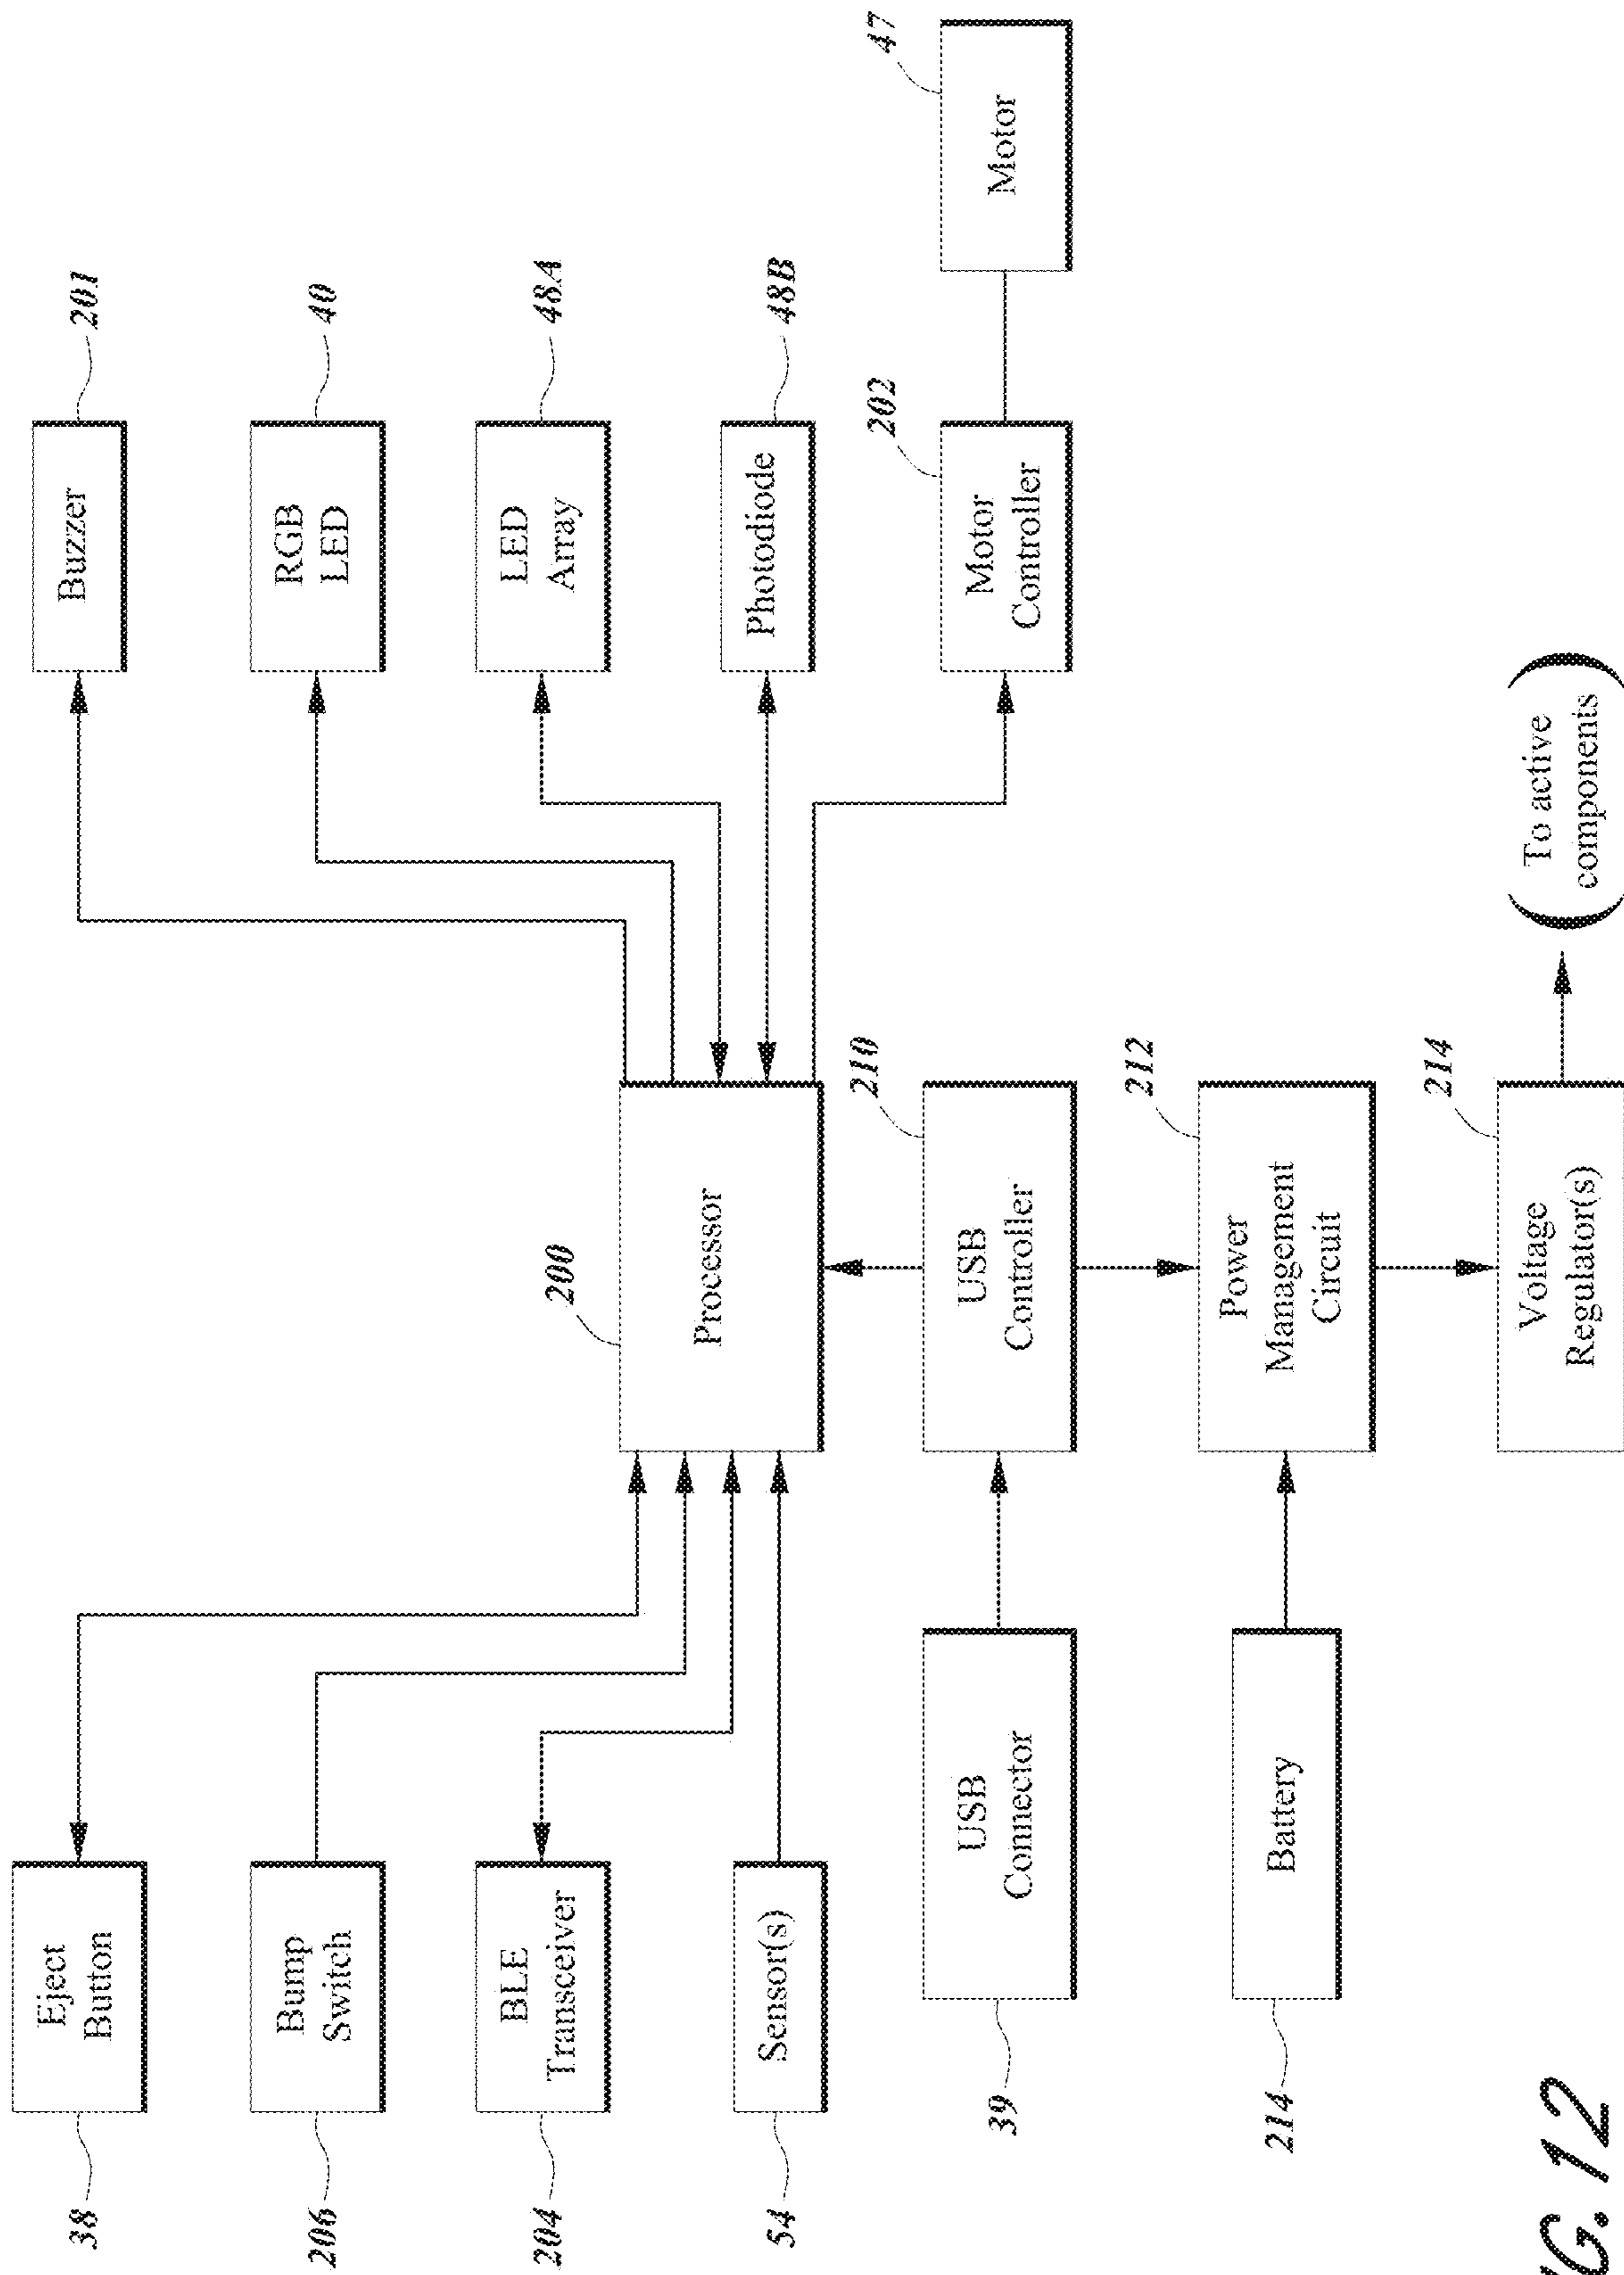 38
Eject
Button
206
Bump
Switch
204
BLE
Transceiver
54
Sensor(s)
39
USB
Connector
214
Battery
200
Processor
210
USB
Controller
212
Power
Management
Circuit
214
Voltage
Regulator(s)
(To active
components)
Buzzer
201
RGB
LED
40
LED
Array
48A
Photodiode
48B
Motor
Controller
202
Motor
47
12